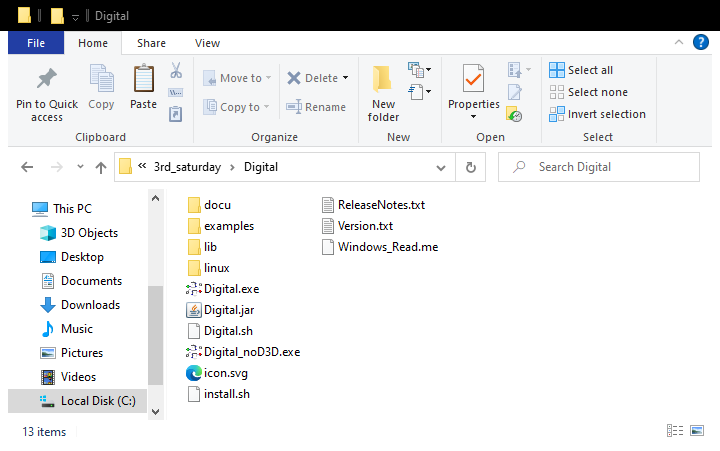 Digital
File Home Share View
Pin to Quick access
Copy
Paste
Clipboard
Move to
Copy to
Delete
Rename
Organize
New folder
New
Properties
Open
Select all
Select none
Invert selection
Select
« 3rd_saturday > Digital
Search Digital
This PC
3D Objects
Desktop
Documents
Downloads
Music
Pictures
Videos
Local Disk (C:)
docu
examples
lib
linux
Digital.exe
Digital.jar
Digital.sh
Digital_noD3D.exe
icon.svg
install.sh
ReleaseNotes.txt
Version.txt
Windows_Read.me
13 items